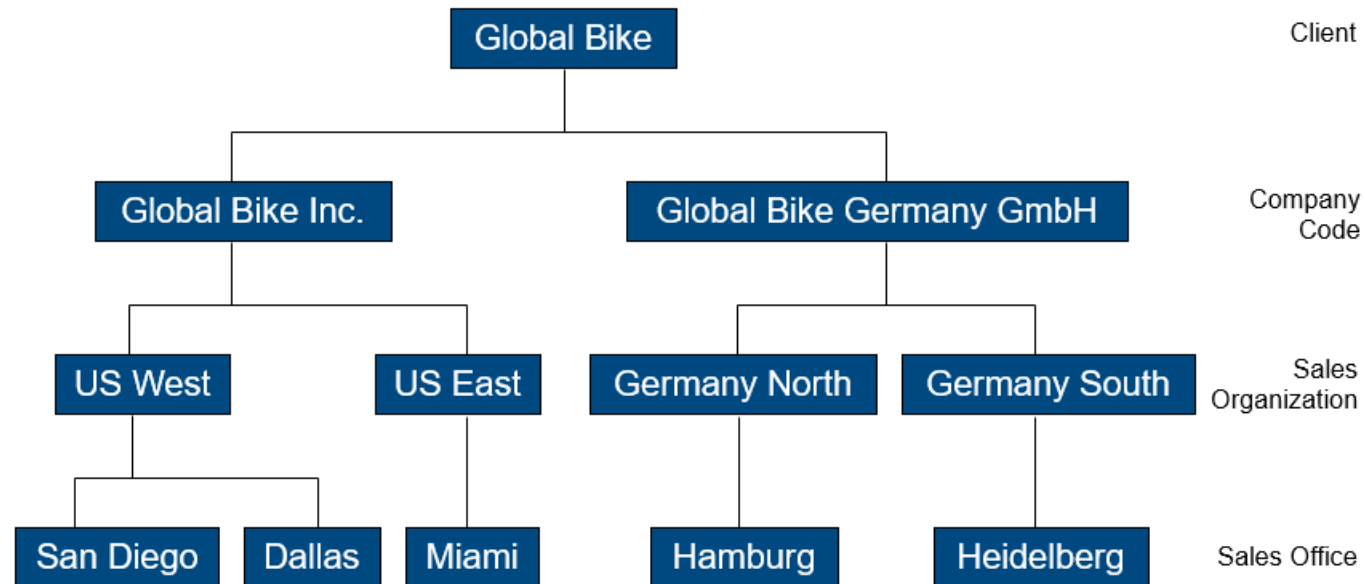 Global Bike
Client
Global Bike Inc.
Global Bike Germany GmbH
Company
Code
US West
US East
Germany North
Germany South
Sales
Organization
San Diego
Dallas
Miami
Hamburg
Heidelberg
Sales Office